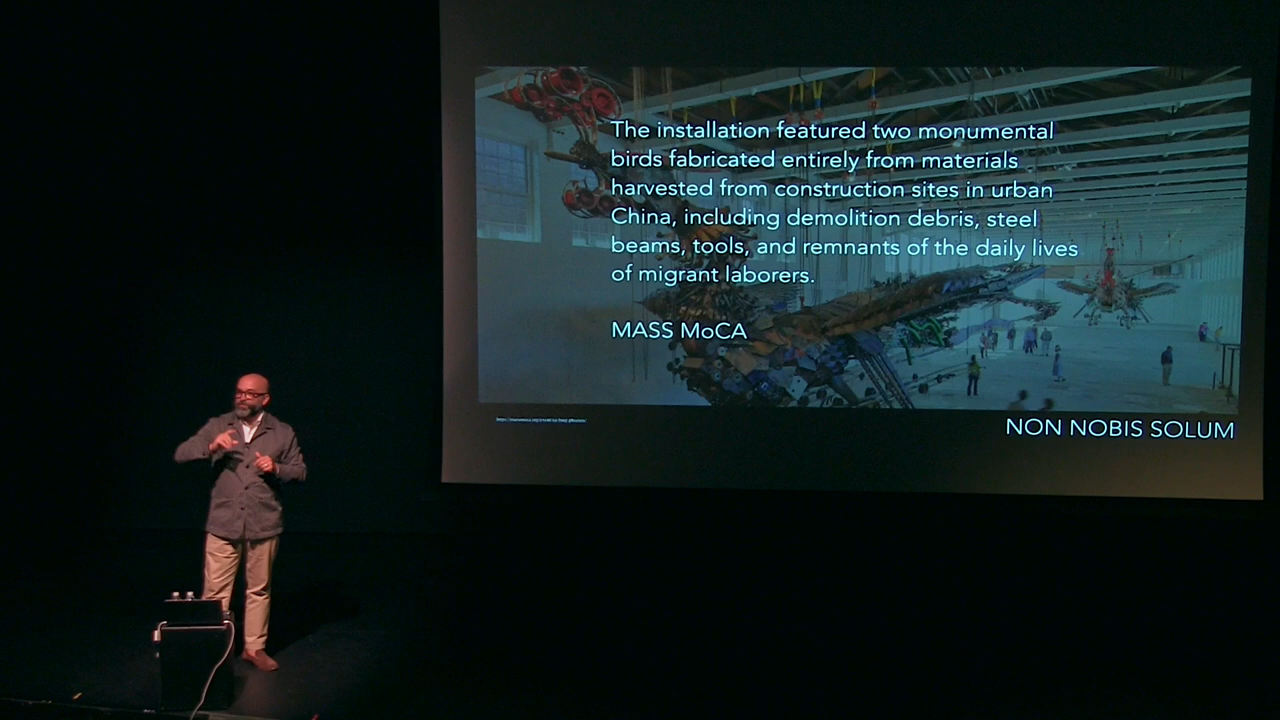 The installation featured two monumental
birds fabricated entirely from materials
harvested from construction sites in urban
China, including demolition debris, steel
beams, tools, and remnants of the daily lives
of migrant laborers.
MASS MoCA
NON NOBIS SOLUM